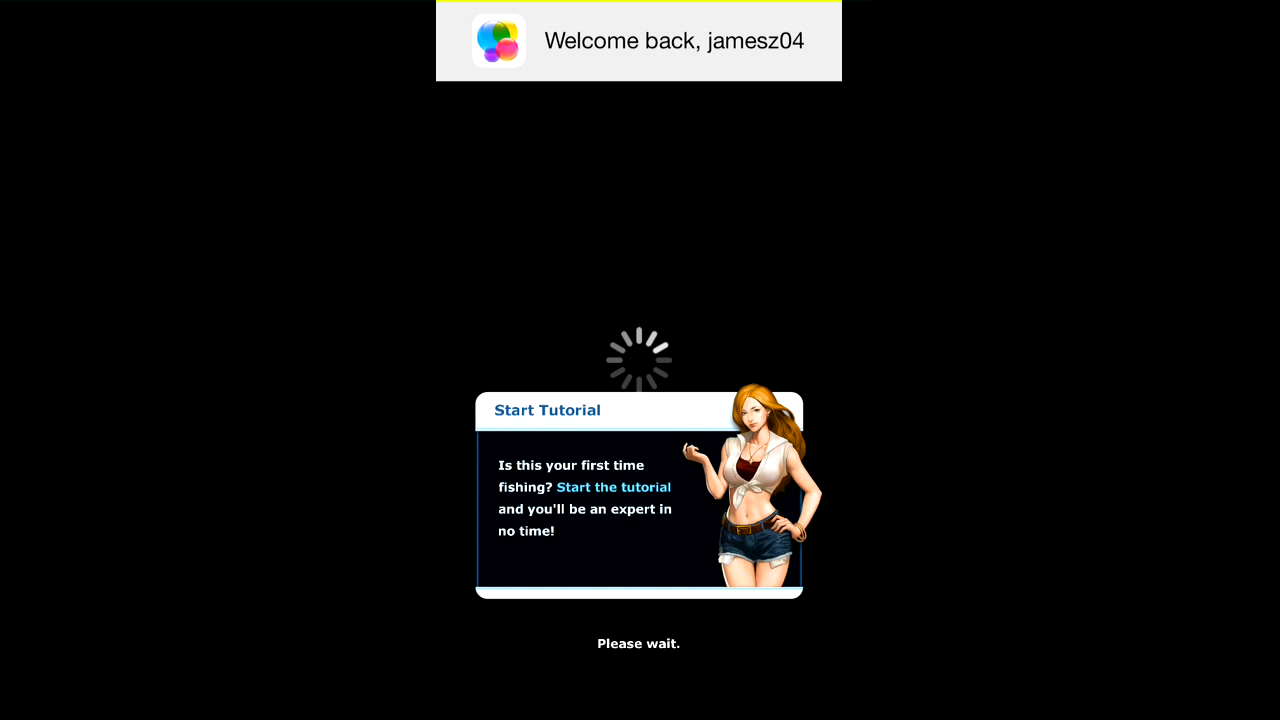 Welcome back, jamesz04
Start Tutorial
Is this your first time
fishing? Start the tutorial
and you'll be an expert in
no time!
Please wait.